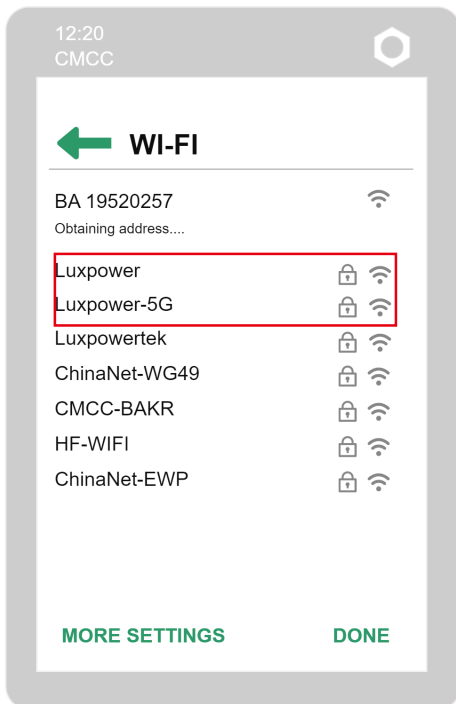 12:20
CMCC
WI-FI
BA 19520257
Obtaining address....
Luxpower
Luxpower-5G
Luxpowertek
ChinaNet-WG49
CMCC-BAKR
HF-WIFI
ChinaNet-EWP
MORE SETTINGS
DONE